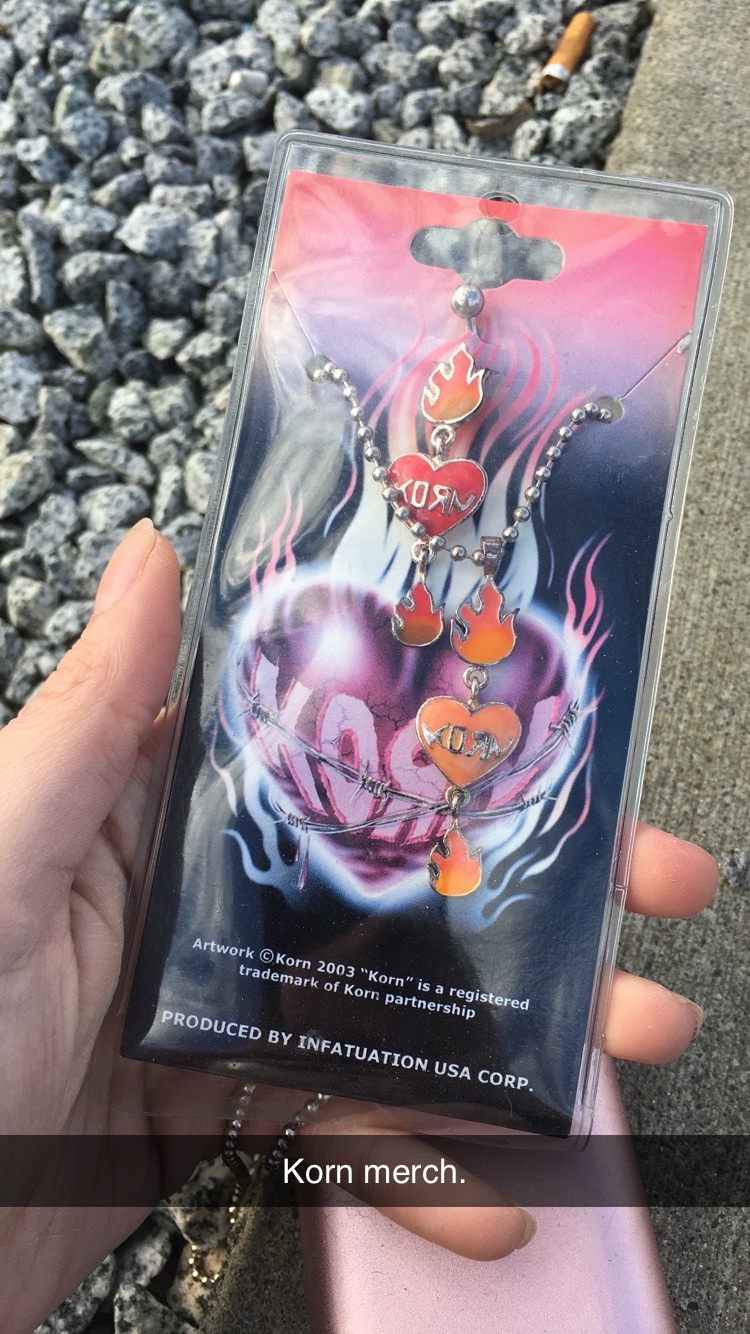 KOЯN
KOЯN
KOЯN
Artwork ©Korn 2003 "Korn" is a registered
trademark of Korn partnership
PRODUCED BY INFATUATION USA CORP.
Korn merch.